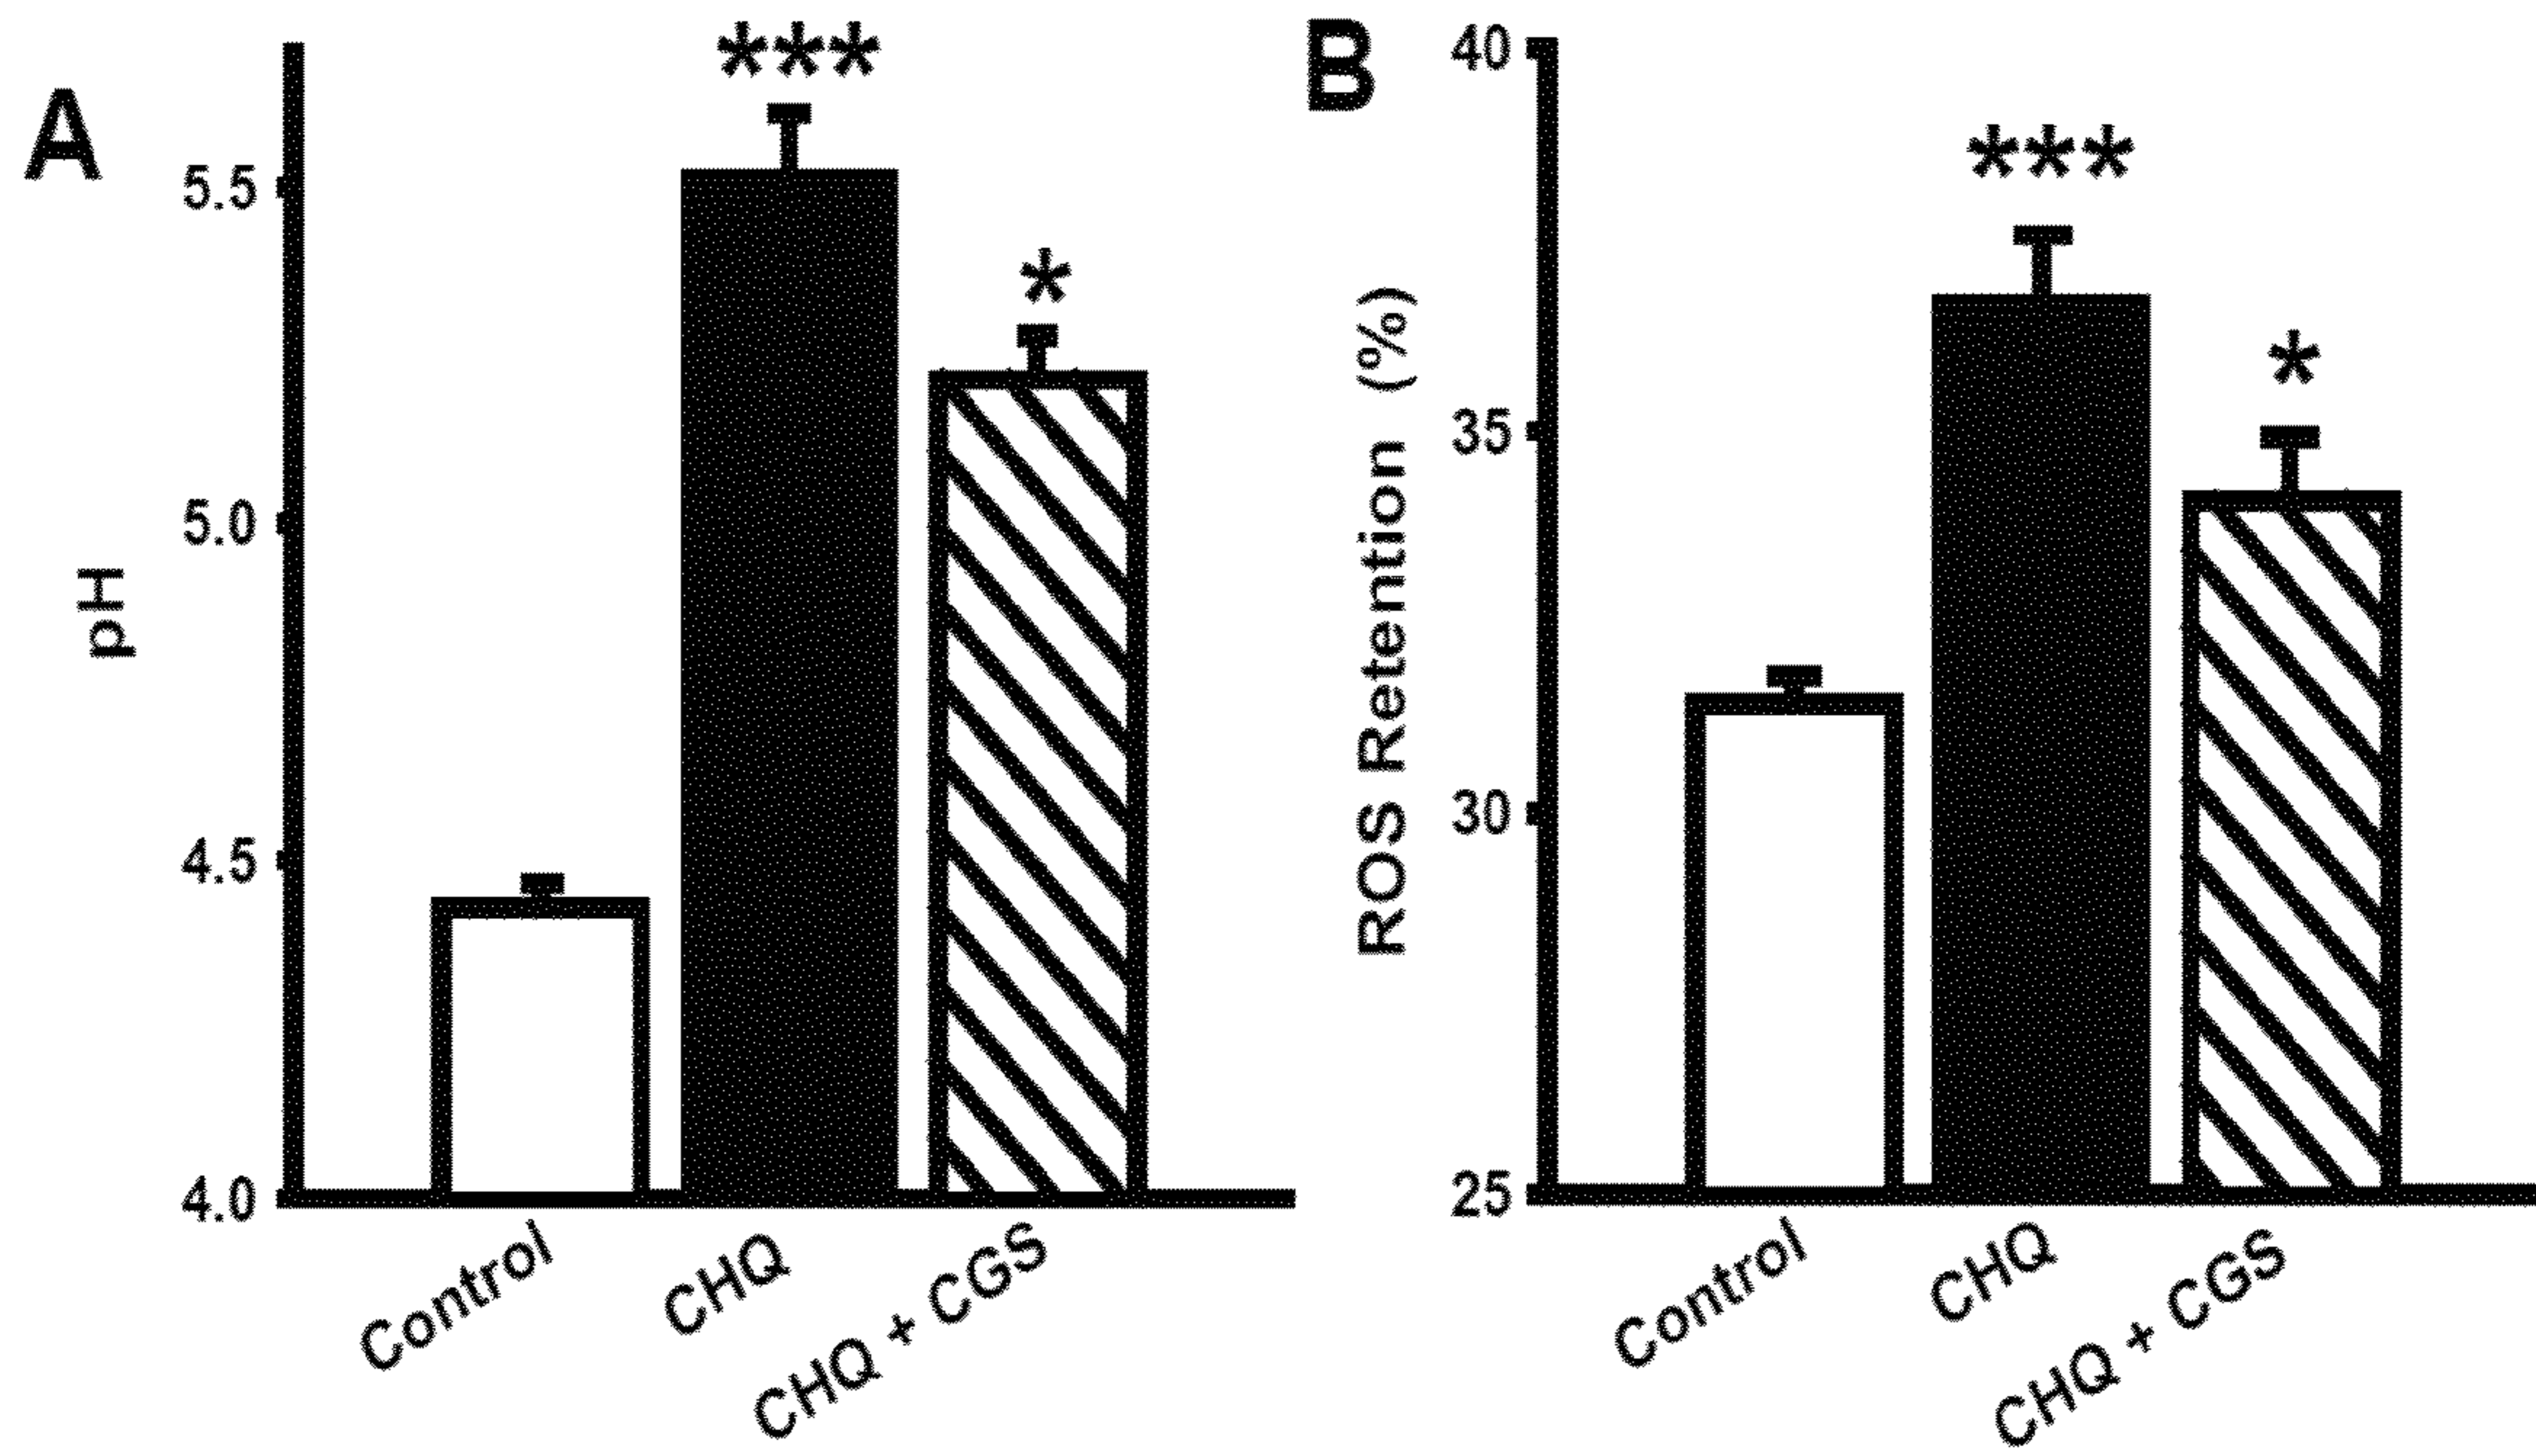 A
***
*
5.5
5.0
4.5
4.0
pH
Control
CHQ
CHQ + CGS
B
***
*
40
35
30
25
ROS Retention (%)
Control
CHQ
CHQ + CGS